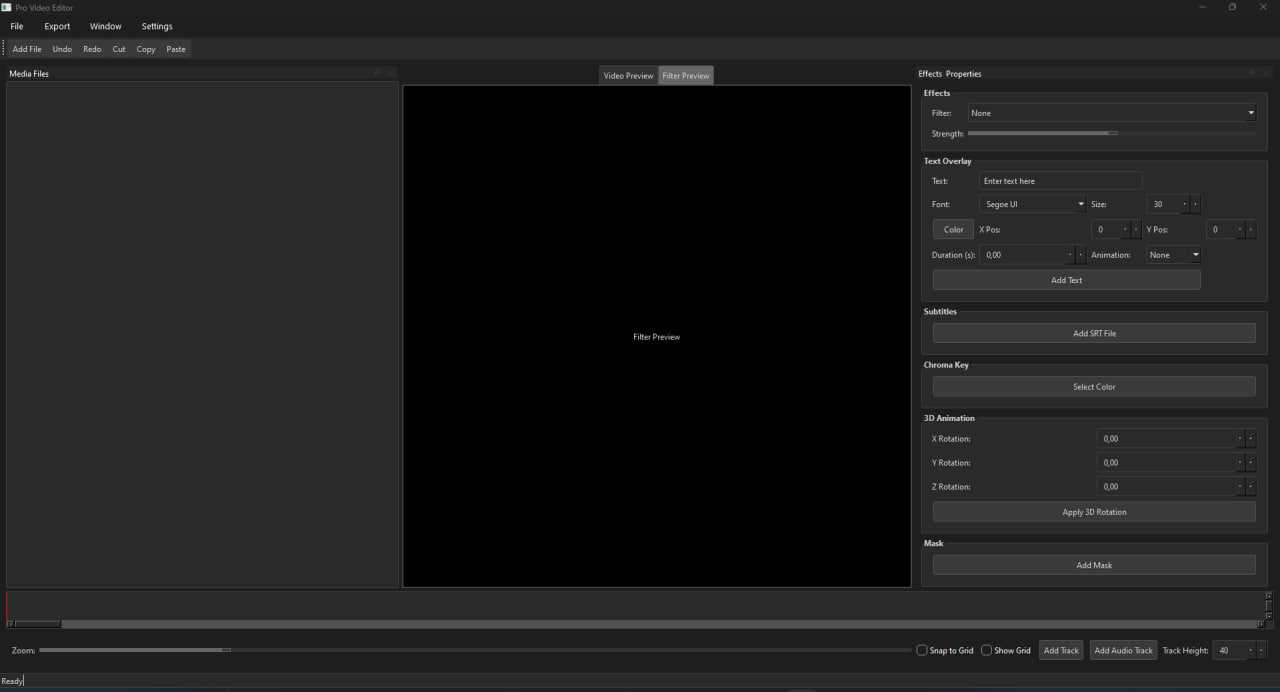 Pro Video Editor
File Export Window Settings
Add File Undo Redo Cut Copy Paste
Media Files
Video Preview Filter Preview
Filter Preview
Effects Properties
Effects
Filter: None
Strength:
Text Overlay
Text: Enter text here
Font: Segoe UI Size: 30
Color X Pos: 0 Y Pos: 0
Duration (s): 0,00 Animation: None
Add Text
Subtitles
Add SRT File
Chroma Key
Select Color
3D Animation
X Rotation: 0,00
Y Rotation: 0,00
Z Rotation: 0,00
Apply 3D Rotation
Mask
Add Mask
Zoom: Snap to Grid Show Grid Add Track Add Audio Track Track Height: 40
Ready